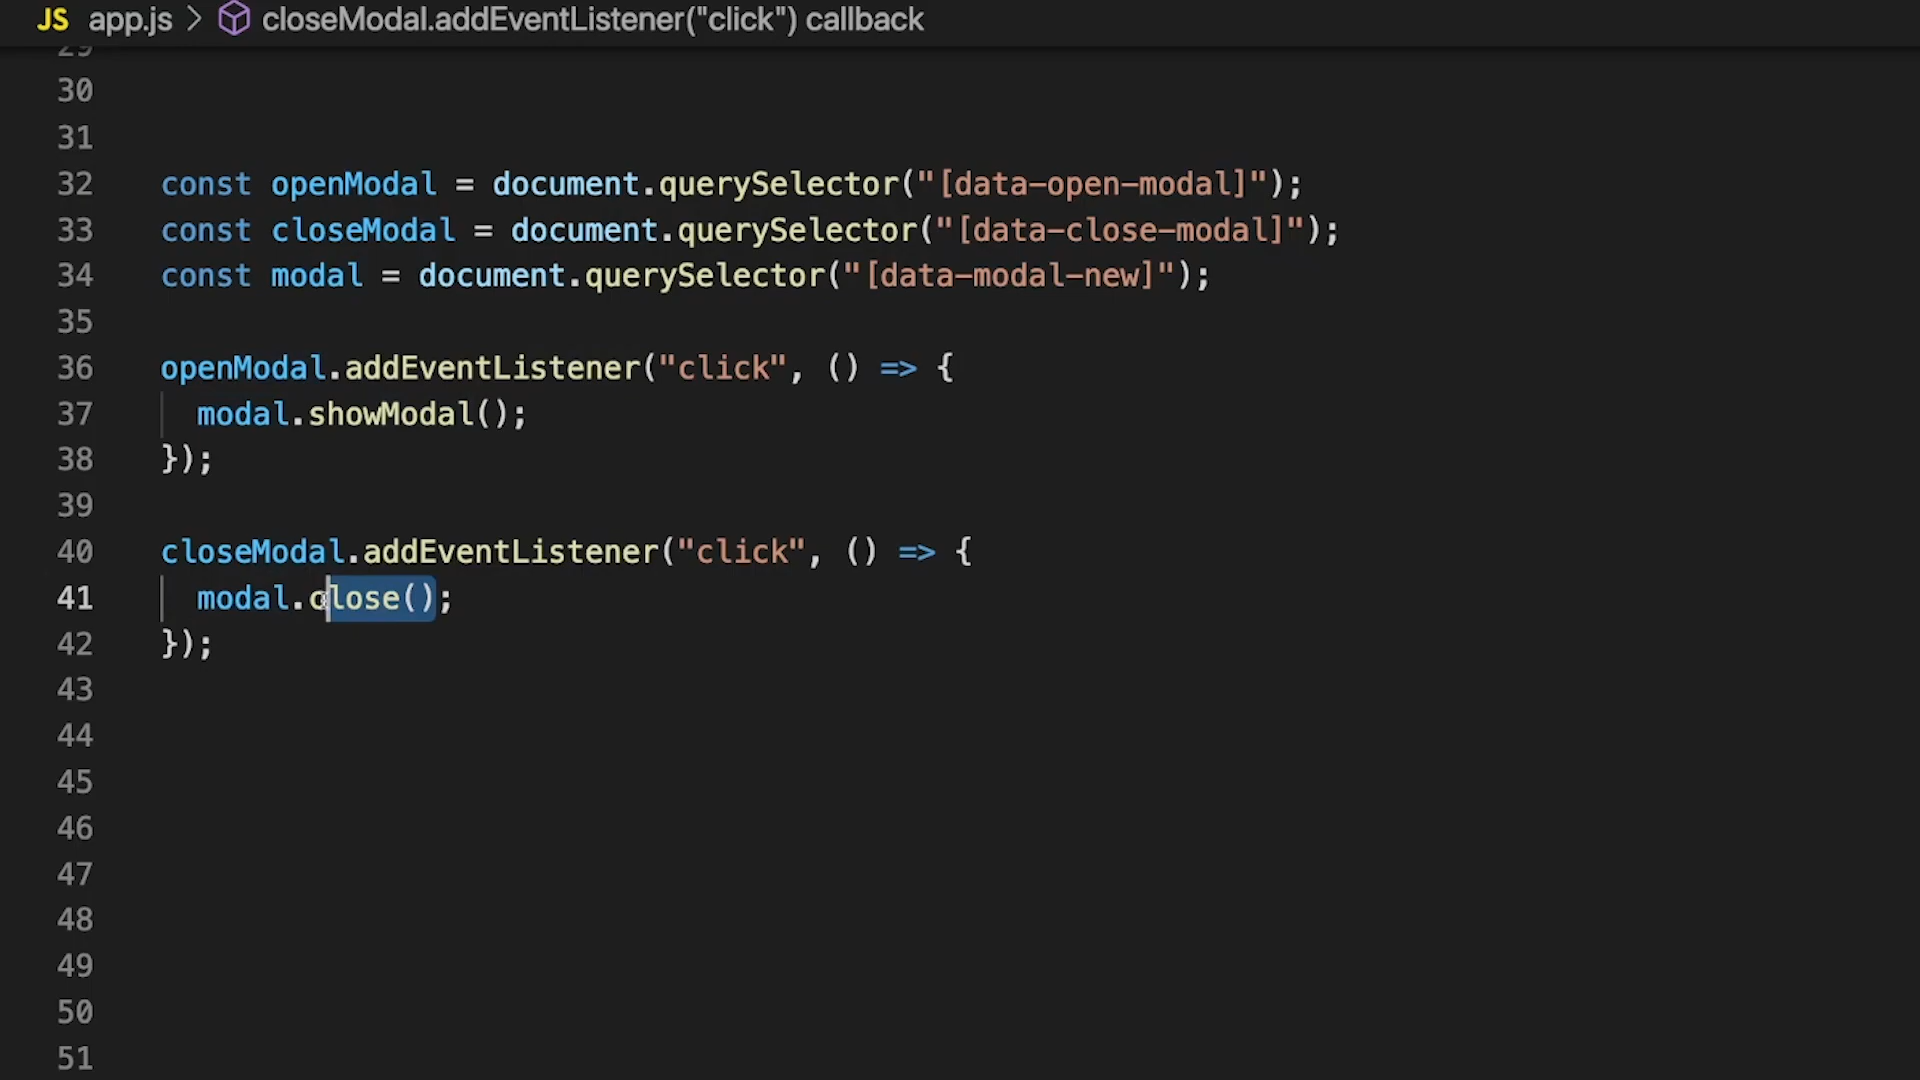 JS app.js > closeModal.addEventListener("click") callback
29
30
31
32 const openModal = document.querySelector("[data-open-modal]");
33 const closeModal = document.querySelector("[data-close-modal]");
34 const modal = document.querySelector("[data-modal-new]");
35
36 openModal.addEventListener("click", () => {
37 modal.showModal();
38 });
39
40 closeModal.addEventListener("click", () => {
41 modal.close();
42 });
43
44
45
46
47
48
49
50
51